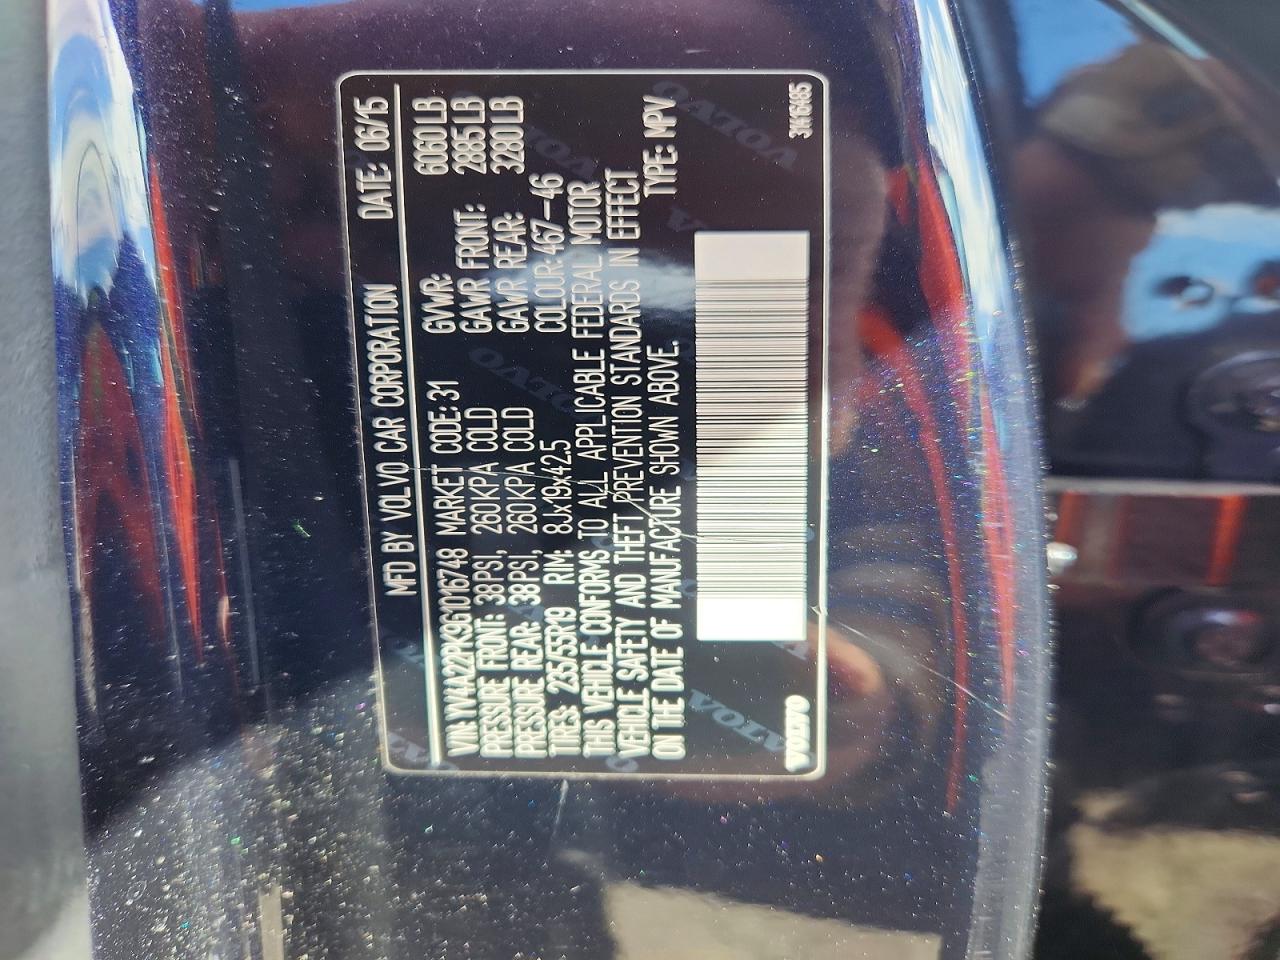 MFD BY VOLVO CAR CORPORATION DATE: 06/15
VIN: YV4A22PK9G1016748 MARKET CODE: 31 GVWR: 6060 LB
PRESSURE FRONT: 38PSI, 260KPA COLD GAWR FRONT: 2885 LB
PRESSURE REAR: 38PSI, 260KPA COLD GAWR REAR: 3280 LB
TIRES: 235/55R19 RIM: 8Jx19x42.5 COLOUR: 467-46
THIS VEHICLE CONFORMS TO ALL APPLICABLE FEDERAL MOTOR
VEHICLE SAFETY AND THEFT PREVENTION STANDARDS IN EFFECT
ON THE DATE OF MANUFACTURE SHOWN ABOVE. TYPE: MPV
VOLVO